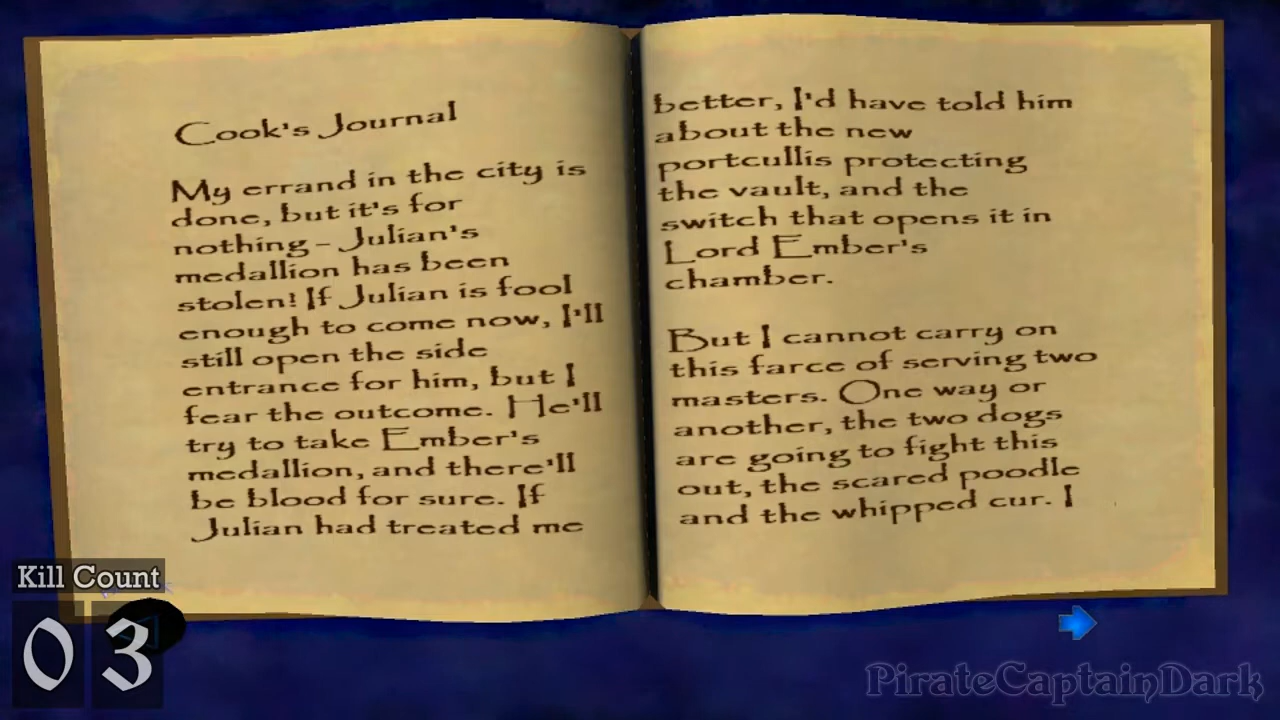 Cook's Journal
My errand in the city is
done, but it's for
nothing - Julian's
medallion has been
stolen! If Julian is fool
enough to come now, I'll
still open the side
entrance for him, but I
fear the outcome. He'll
try to take Ember's
medallion, and there'll
be blood for sure. If
Julian had treated me
better, I'd have told him
about the new
portcullis protecting
the vault, and the
switch that opens it in
Lord Ember's
chamber.
But I cannot carry on
this farce of serving two
masters. One way or
another, the two dogs
are going to fight this
out, the scared poodle
and the whipped cur. I
Kill Count
03
PirateCaptainDark